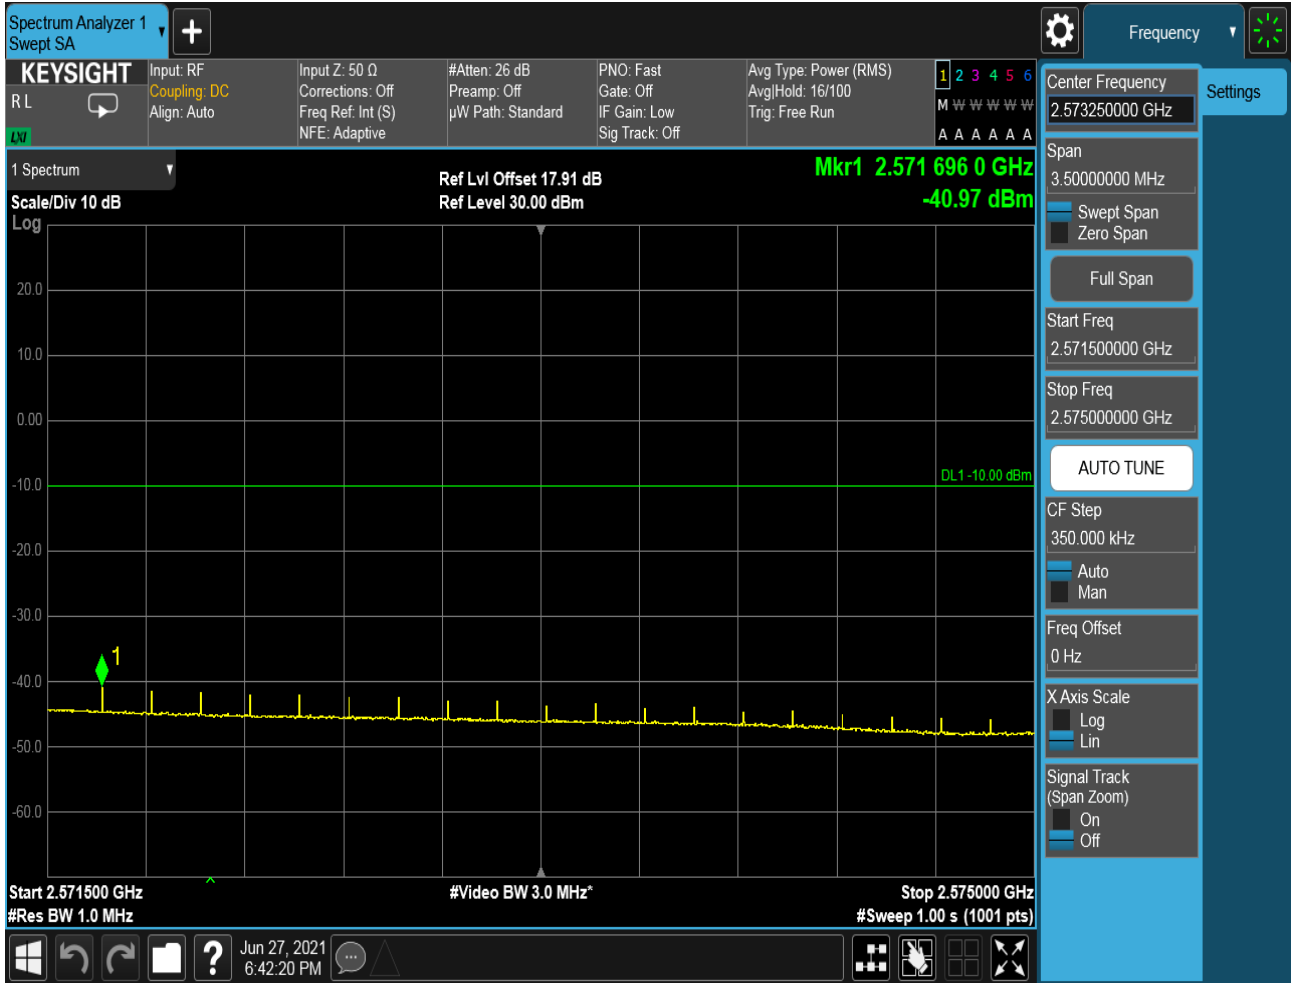 Spectrum Analyzer 1
Swept SA
Frequency
KEYSIGHT
R L
LXI
Input: RF
Coupling: DC
Align: Auto
Input Z: 50 Ω
Corrections: Off
Freq Ref: Int (S)
NFE: Adaptive
#Atten: 26 dB
Preamp: Off
µW Path: Standard
PNO: Fast
Gate: Off
IF Gain: Low
Sig Track: Off
Avg Type: Power (RMS)
Avg|Hold: 16/100
Trig: Free Run
1 2 3 4 5 6
M W W W W W
A A A A A A
1 Spectrum
Scale/Div 10 dB
Log
Ref Lvl Offset 17.91 dB
Ref Level 30.00 dBm
Mkr1 2.571 696 0 GHz
-40.97 dBm
20.0
10.0
0.00
-10.0
-20.0
-30.0
-40.0
-50.0
-60.0
DL1 -10.00 dBm
1
Start 2.571500 GHz
#Res BW 1.0 MHz
#Video BW 3.0 MHz*
Stop 2.575000 GHz
#Sweep 1.00 s (1001 pts)
Jun 27, 2021
6:42:20 PM
?
Center Frequency
2.573250000 GHz
Settings
Span
3.50000000 MHz
Swept Span
Zero Span
Full Span
Start Freq
2.571500000 GHz
Stop Freq
2.575000000 GHz
AUTO TUNE
CF Step
350.000 kHz
Auto
Man
Freq Offset
0 Hz
X Axis Scale
Log
Lin
Signal Track
(Span Zoom)
On
Off